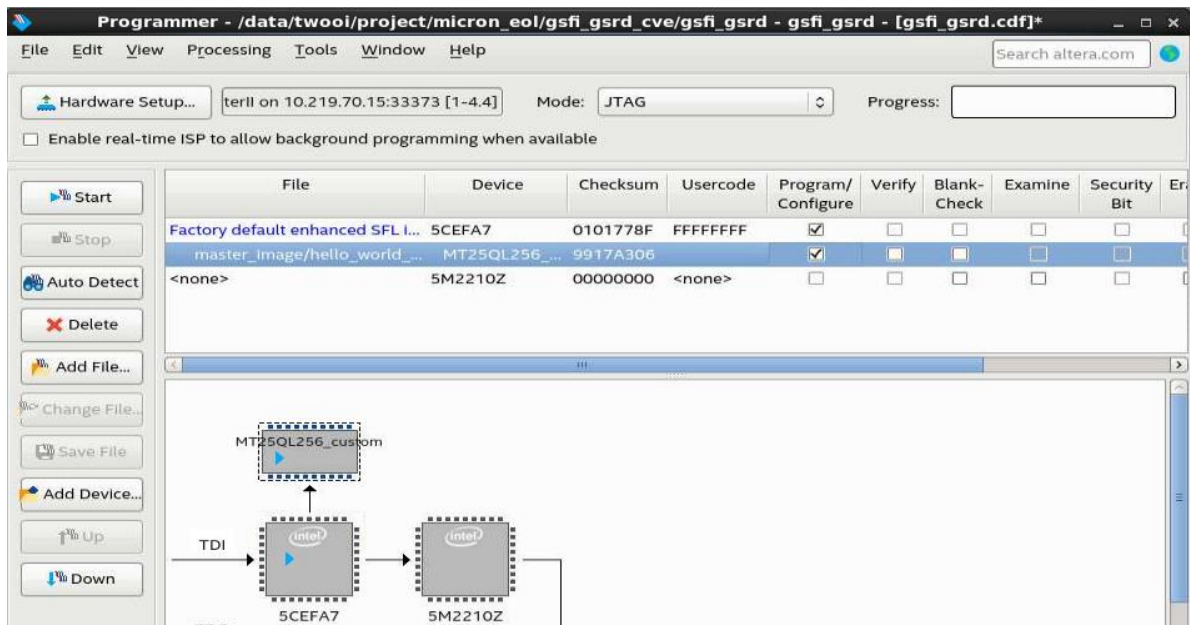 Programmer - /data/twooi/project/micron_eol/gsfi_gsrd_cve/gsfi_gsrd - gsfi_gsrd - [gsfi_gsrd.cdf]*
File Edit View Processing Tools Window Help
Search altera.com
Hardware Setup... terII on 10.219.70.15:33373 [1-4.4] Mode: JTAG Progress:
Enable real-time ISP to allow background programming when available
Start
Stop
Auto Detect
Delete
Add File...
Change File...
Save File
Add Device...
Up
Down
File Device Checksum Usercode Program/ Configure Verify Blank- Check Examine Security Bit Er
Factory default enhanced SFL i... 5CEFA7 0101778F FFFFFFFF
master_image/hello_world_... MT25QL256_... 9917A306
<none> 5M2210Z 00000000 <none>
MT25QL256_custom
TDI
intel
intel
5CEFA7
5M2210Z